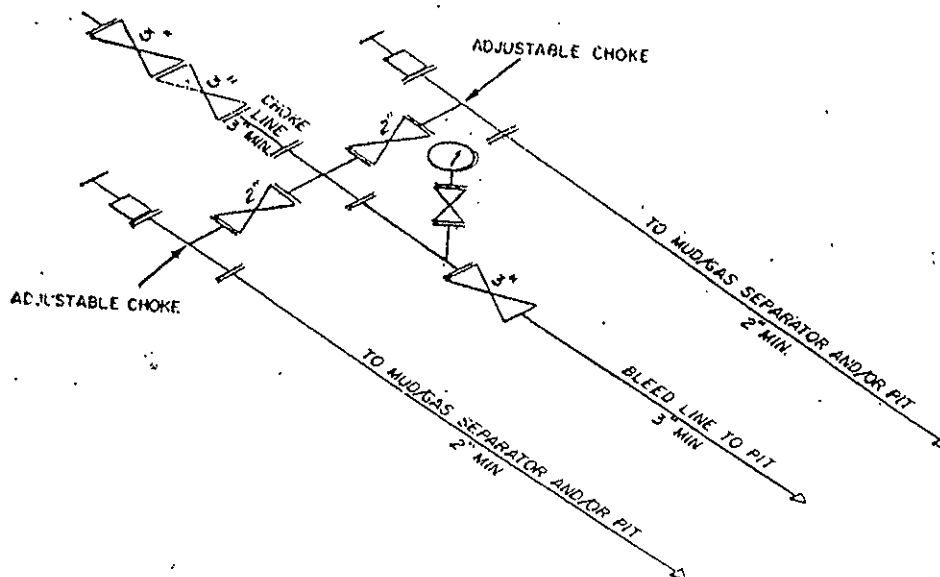 3"
3"
CHOKE
LINE
3" MIN.
ADJUSTABLE CHOKE
2"
2"
ADJUSTABLE CHOKE
3"
TO MUD/GAS SEPARATOR AND/OR PIT
2" MIN.
BLEED LINE TO PIT
3" MIN
TO MUD/GAS SEPARATOR AND/OR PIT
2" MIN